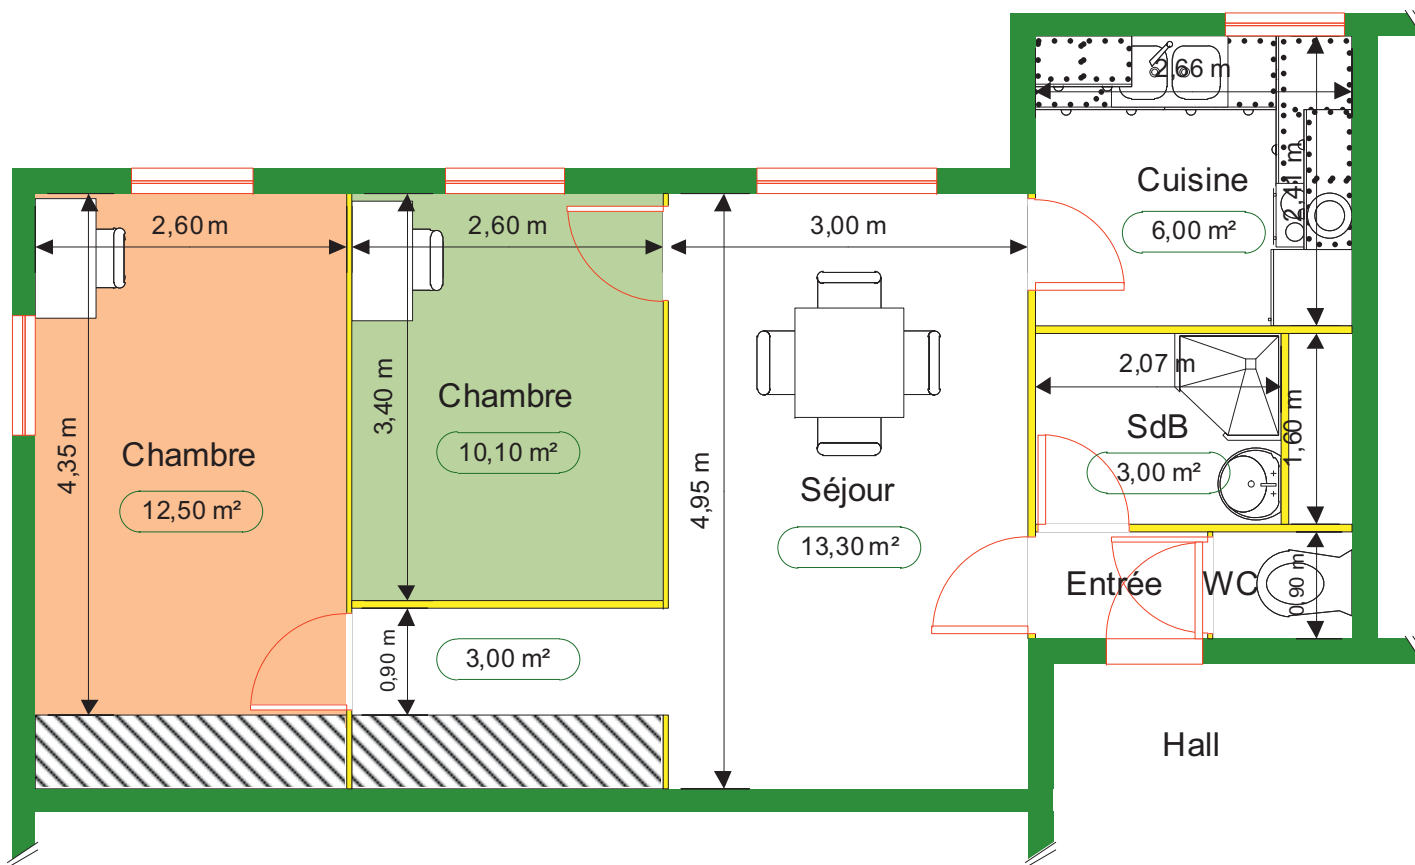 2,66 m
Cuisine
6,00 m²
2,41 m
2,60 m
2,60 m
3,00 m
4,35 m
Chambre
12,50 m²
3,40 m
Chambre
10,10 m²
4,95 m
Séjour
13,30 m²
2,07 m
SdB
3,00 m²
1,60 m
Entrée
WC
0,90 m
0,90 m
3,00 m²
Hall